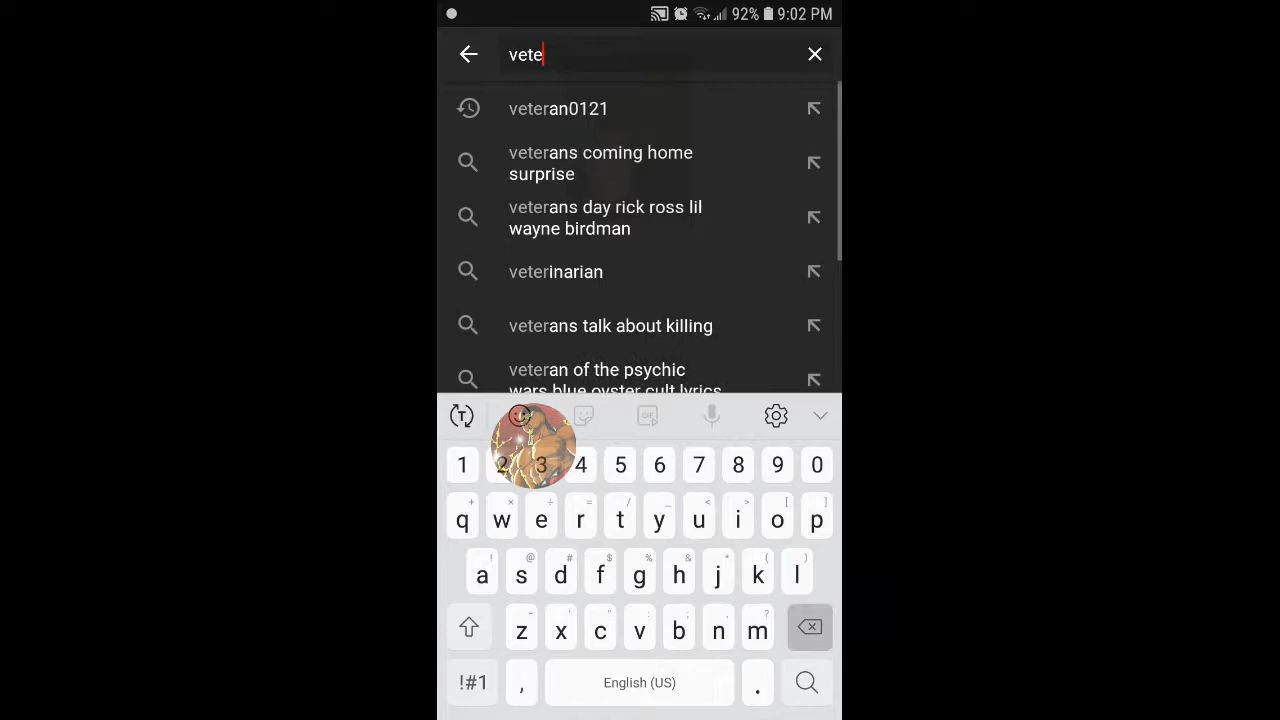 92% 9:02 PM
vete
veteran0121
veterans coming home
surprise
veterans day rick ross lil
wayne birdman
veterinarian
veterans talk about killing
veteran of the psychic
wars blue oyster cult lyrics
T GIF
1 2 3 4 5 6 7 8 9 0
+ × ÷ = / _ < > [ ]
q w e r t y u i o p
! @ # $ % & * ( )
a s d f g h j k l
- ' " : ; , ?
z x c v b n m
!#1 , English (US) .